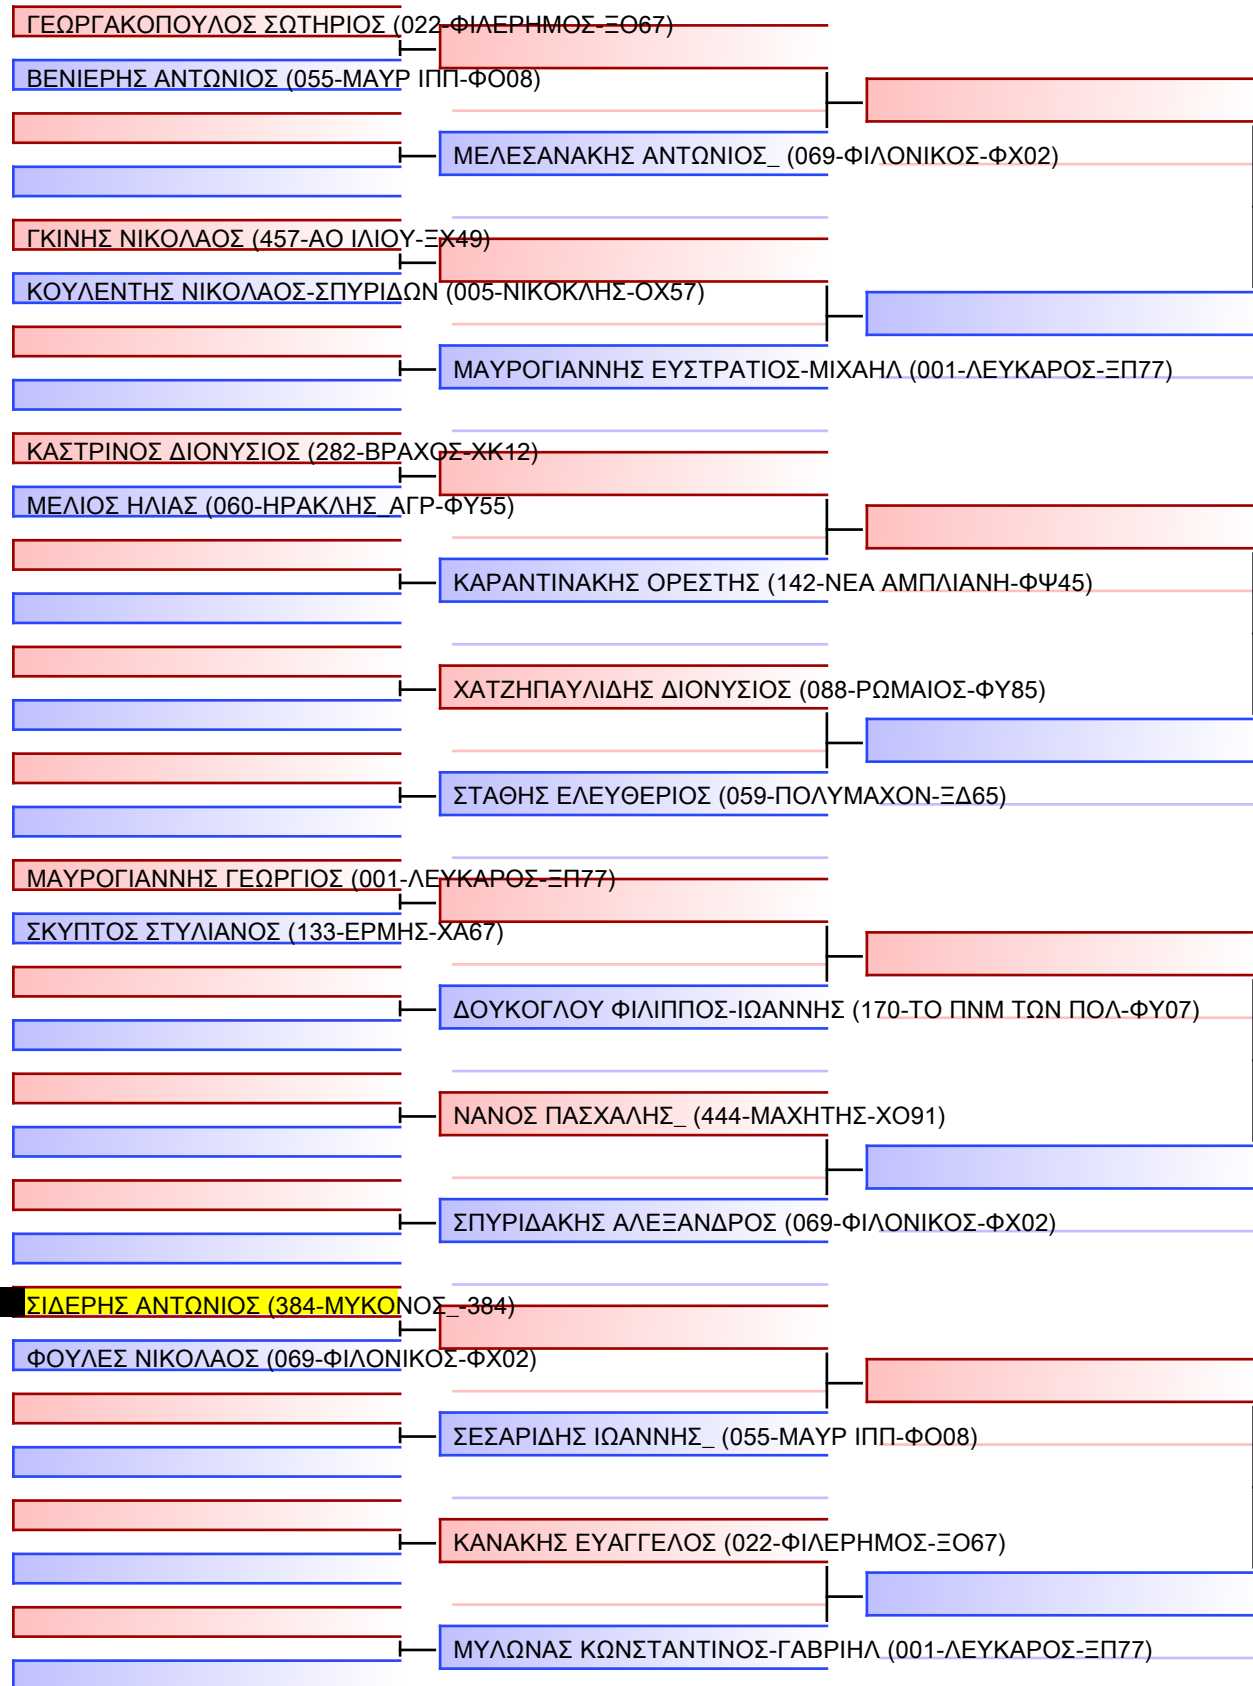 ΓΕΩΡΓΑΚΟΠΟΥΛΟΣ ΣΩΤΗΡΙΟΣ (022-ΦΙΛΕΡΗΜΟΣ-ΞΟ67)
ΒΕΝΙΕΡΗΣ ΑΝΤΩΝΙΟΣ (055-ΜΑΥΡ ΙΠΠ-ΦΟ08)
ΜΕΛΕΣΑΝΑΚΗΣ ΑΝΤΩΝΙΟΣ_ (069-ΦΙΛΟΝΙΚΟΣ-ΦΧ02)
ΓΚΙΝΗΣ ΝΙΚΟΛΑΟΣ (457-ΑΟ ΙΛΙΟΥ-ΞΧ49)
ΚΟΥΛΕΝΤΗΣ ΝΙΚΟΛΑΟΣ-ΣΠΥΡΙΔΩΝ (005-ΝΙΚΟΚΛΗΣ-ΟΧ57)
ΜΑΥΡΟΓΙΑΝΝΗΣ ΕΥΣΤΡΑΤΙΟΣ-ΜΙΧΑΗΛ (001-ΛΕΥΚΑΡΟΣ-ΞΠ77)
ΚΑΣΤΡΙΝΟΣ ΔΙΟΝΥΣΙΟΣ (282-ΒΡΑΧΟΣ-ΧΚ12)
ΜΕΛΙΟΣ ΗΛΙΑΣ (060-ΗΡΑΚΛΗΣ_ΑΓΡ-ΦΥ55)
ΚΑΡΑΝΤΙΝΑΚΗΣ ΟΡΕΣΤΗΣ (142-ΝΕΑ ΑΜΠΛΙΑΝΗ-ΦΨ45)
ΧΑΤΖΗΠΑΥΛΙΔΗΣ ΔΙΟΝΥΣΙΟΣ (088-ΡΩΜΑΙΟΣ-ΦΥ85)
ΣΤΑΘΗΣ ΕΛΕΥΘΕΡΙΟΣ (059-ΠΟΛΥΜΑΧΟΝ-ΞΔ65)
ΜΑΥΡΟΓΙΑΝΝΗΣ ΓΕΩΡΓΙΟΣ (001-ΛΕΥΚΑΡΟΣ-ΞΠ77)
ΣΚΥΠΤΟΣ ΣΤΥΛΙΑΝΟΣ (133-ΕΡΜΗΣ-ΧΑ67)
ΔΟΥΚΟΓΛΟΥ ΦΙΛΙΠΠΟΣ-ΙΩΑΝΝΗΣ (170-ΤΟ ΠΝΜ ΤΩΝ ΠΟΛ-ΦΥ07)
ΝΑΝΟΣ ΠΑΣΧΑΛΗΣ_ (444-ΜΑΧΗΤΗΣ-ΧΟ91)
ΣΠΥΡΙΔΑΚΗΣ ΑΛΕΞΑΝΔΡΟΣ (069-ΦΙΛΟΝΙΚΟΣ-ΦΧ02)
ΣΙΔΕΡΗΣ ΑΝΤΩΝΙΟΣ (384-ΜΥΚΟΝΟΣ_-384)
ΦΟΥΛΕΣ ΝΙΚΟΛΑΟΣ (069-ΦΙΛΟΝΙΚΟΣ-ΦΧ02)
ΣΕΣΑΡΙΔΗΣ ΙΩΑΝΝΗΣ_ (055-ΜΑΥΡ ΙΠΠ-ΦΟ08)
ΚΑΝΑΚΗΣ ΕΥΑΓΓΕΛΟΣ (022-ΦΙΛΕΡΗΜΟΣ-ΞΟ67)
ΜΥΛΩΝΑΣ ΚΩΝΣΤΑΝΤΙΝΟΣ-ΓΑΒΡΙΗΛ (001-ΛΕΥΚΑΡΟΣ-ΞΠ77)